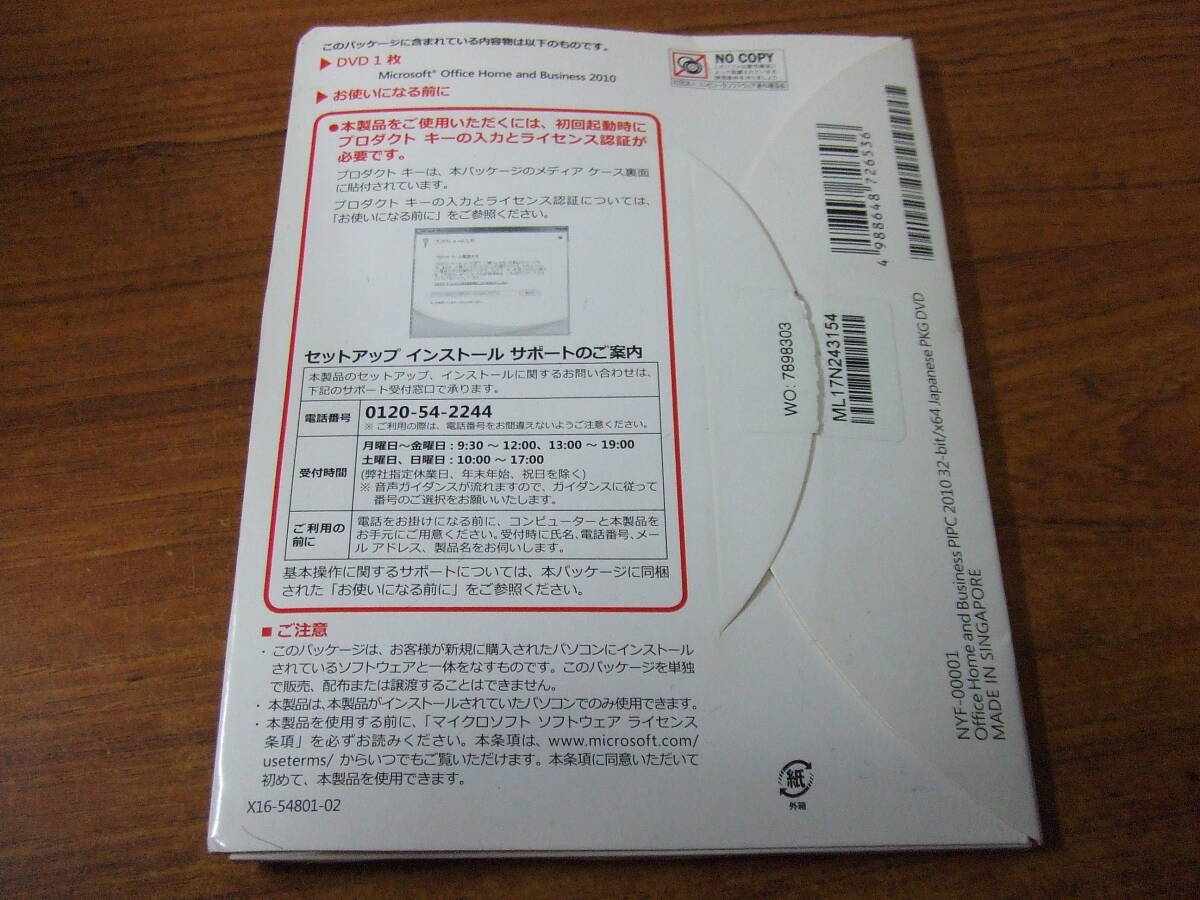 このパッケージに含まれている内容物は以下のものです。
▶ DVD 1 枚
Microsoft® Office Home and Business 2010
▶ お使いになる前に
●本製品をご使用いただくには、初回起動時に
プロダクト キーの入力とライセンス認証が
必要です。
プロダクト キーは、本パッケージのメディア ケース裏面
に貼付されています。
プロダクト キーの入力とライセンス認証については、
「お使いになる前に」をご参照ください。
セットアップ インストール サポートのご案内
本製品のセットアップ、インストールに関するお問い合わせは、
下記のサポート受付窓口で承ります。
電話番号
0120-54-2244
※ ご利用の際は、電話番号をお間違えないようご注意ください。
受付時間
月曜日～金曜日：9:30 ～ 12:00、13:00 ～ 19:00
土曜日、日曜日：10:00 ～ 17:00
(弊社指定休業日、年末年始、祝日を除く)
※ 音声ガイダンスが流れますので、ガイダンスに従って
番号のご選択をお願いいたします。
ご利用の
前に
電話をお掛けになる前に、コンピューターと本製品を
お手元にご用意ください。受付時に氏名、電話番号、メー
ル アドレス、製品名をお伺いします。
基本操作に関するサポートについては、本パッケージに同梱
された「お使いになる前に」をご参照ください。
■ ご注意
・このパッケージは、お客様が新規に購入されたパソコンにインストール
されているソフトウェアと一体をなすものです。このパッケージを単独
で販売、配布または譲渡することはできません。
・本製品は、本製品がインストールされていたパソコンでのみ使用できます。
・本製品を使用する前に、「マイクロソフト ソフトウェア ライセンス
条項」を必ずお読みください。本条項は、www.microsoft.com/
useterms/ からいつでもご覧いただけます。本条項に同意いただいて
初めて、本製品を使用できます。
X16-54801-02
NO COPY
4 988648 726536
WO: 7898303
ML17N243154
NYF-00001
Office Home and Business PIPC 2010 32-bit/x64 Japanese PKG DVD
MADE IN SINGAPORE
紙
外箱